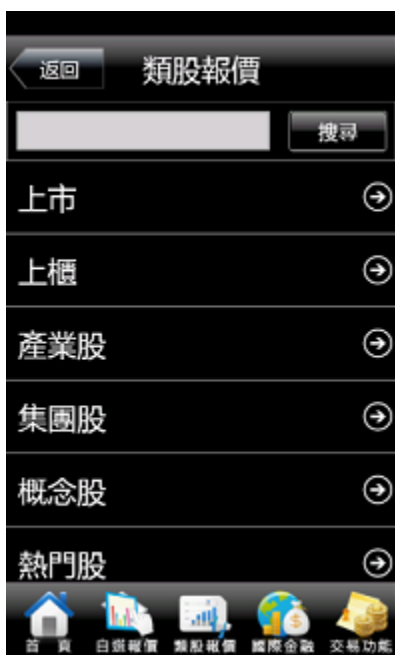 返回
類股報價
搜尋
上市
上櫃
產業股
集團股
概念股
熱門股
首頁 自選報價 類股報價 國際金融 交易功能